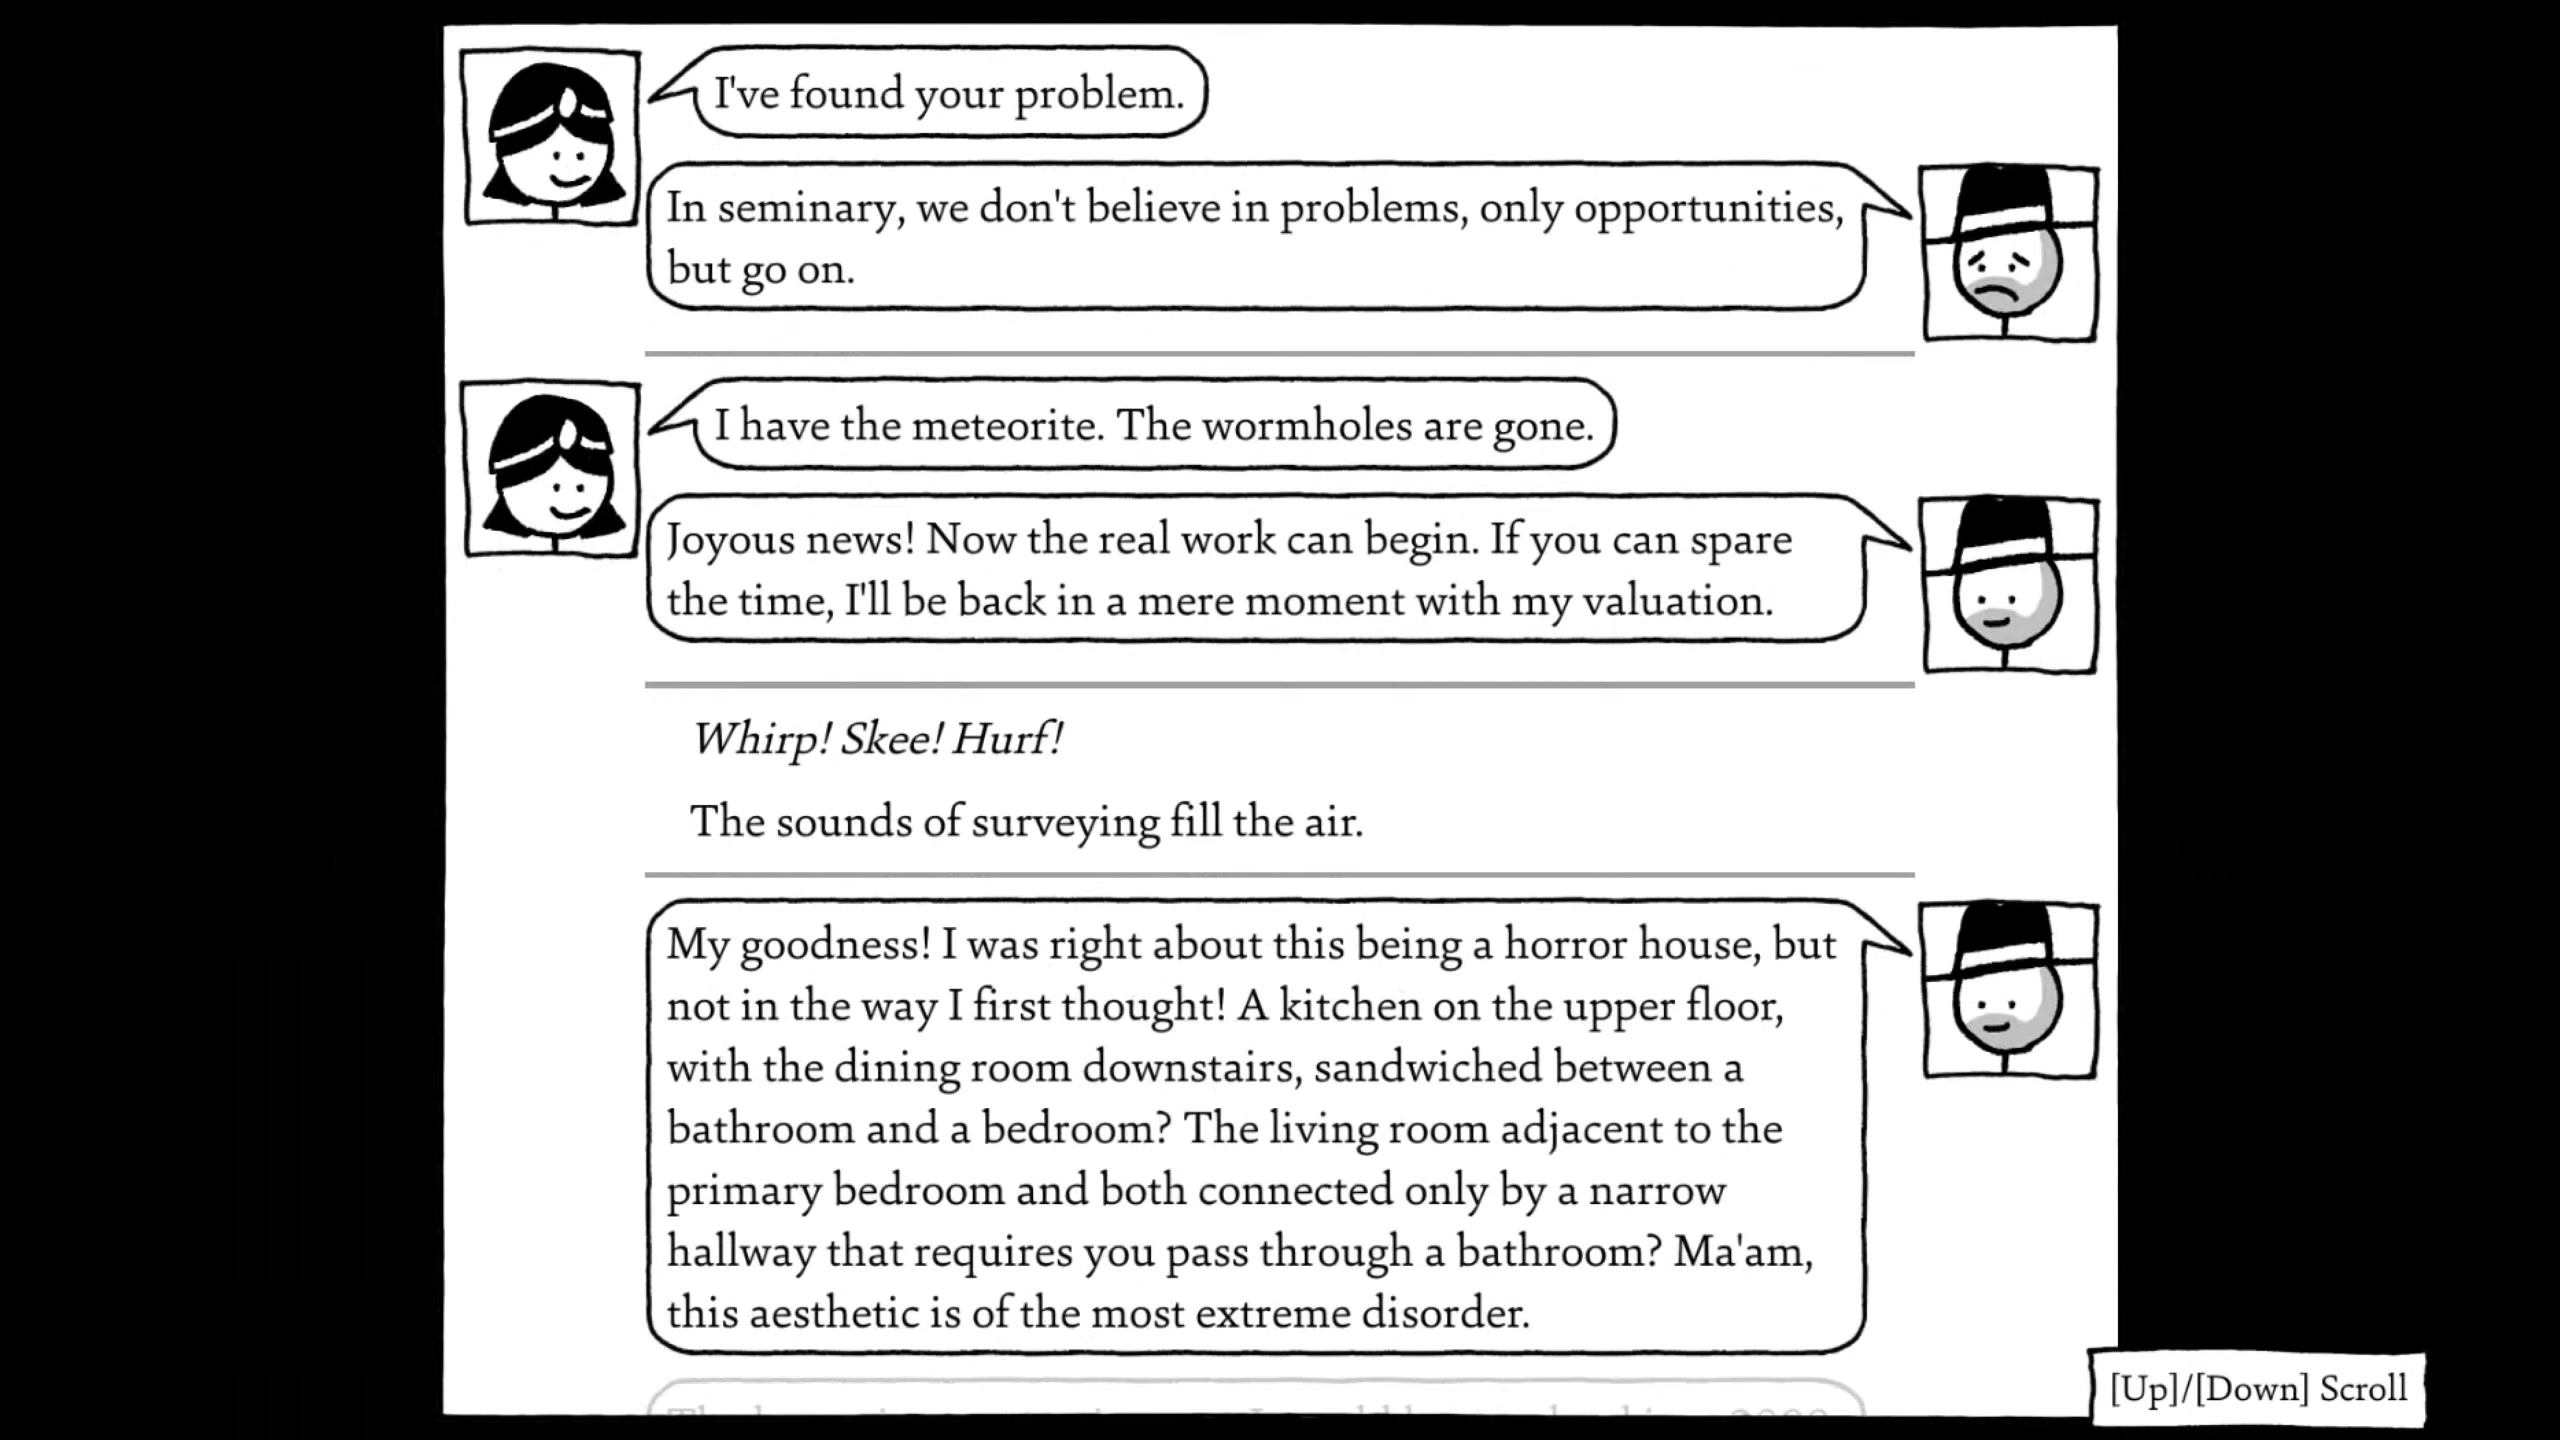 I've found your problem.
In seminary, we don't believe in problems, only opportunities,
but go on.
I have the meteorite. The wormholes are gone.
Joyous news! Now the real work can begin. If you can spare
the time, I'll be back in a mere moment with my valuation.
Whirp! Skee! Hurf!
The sounds of surveying fill the air.
My goodness! I was right about this being a horror house, but
not in the way I first thought! A kitchen on the upper floor,
with the dining room downstairs, sandwiched between a
bathroom and a bedroom? The living room adjacent to the
primary bedroom and both connected only by a narrow
hallway that requires you pass through a bathroom? Ma'am,
this aesthetic is of the most extreme disorder.
[Up]/[Down] Scroll